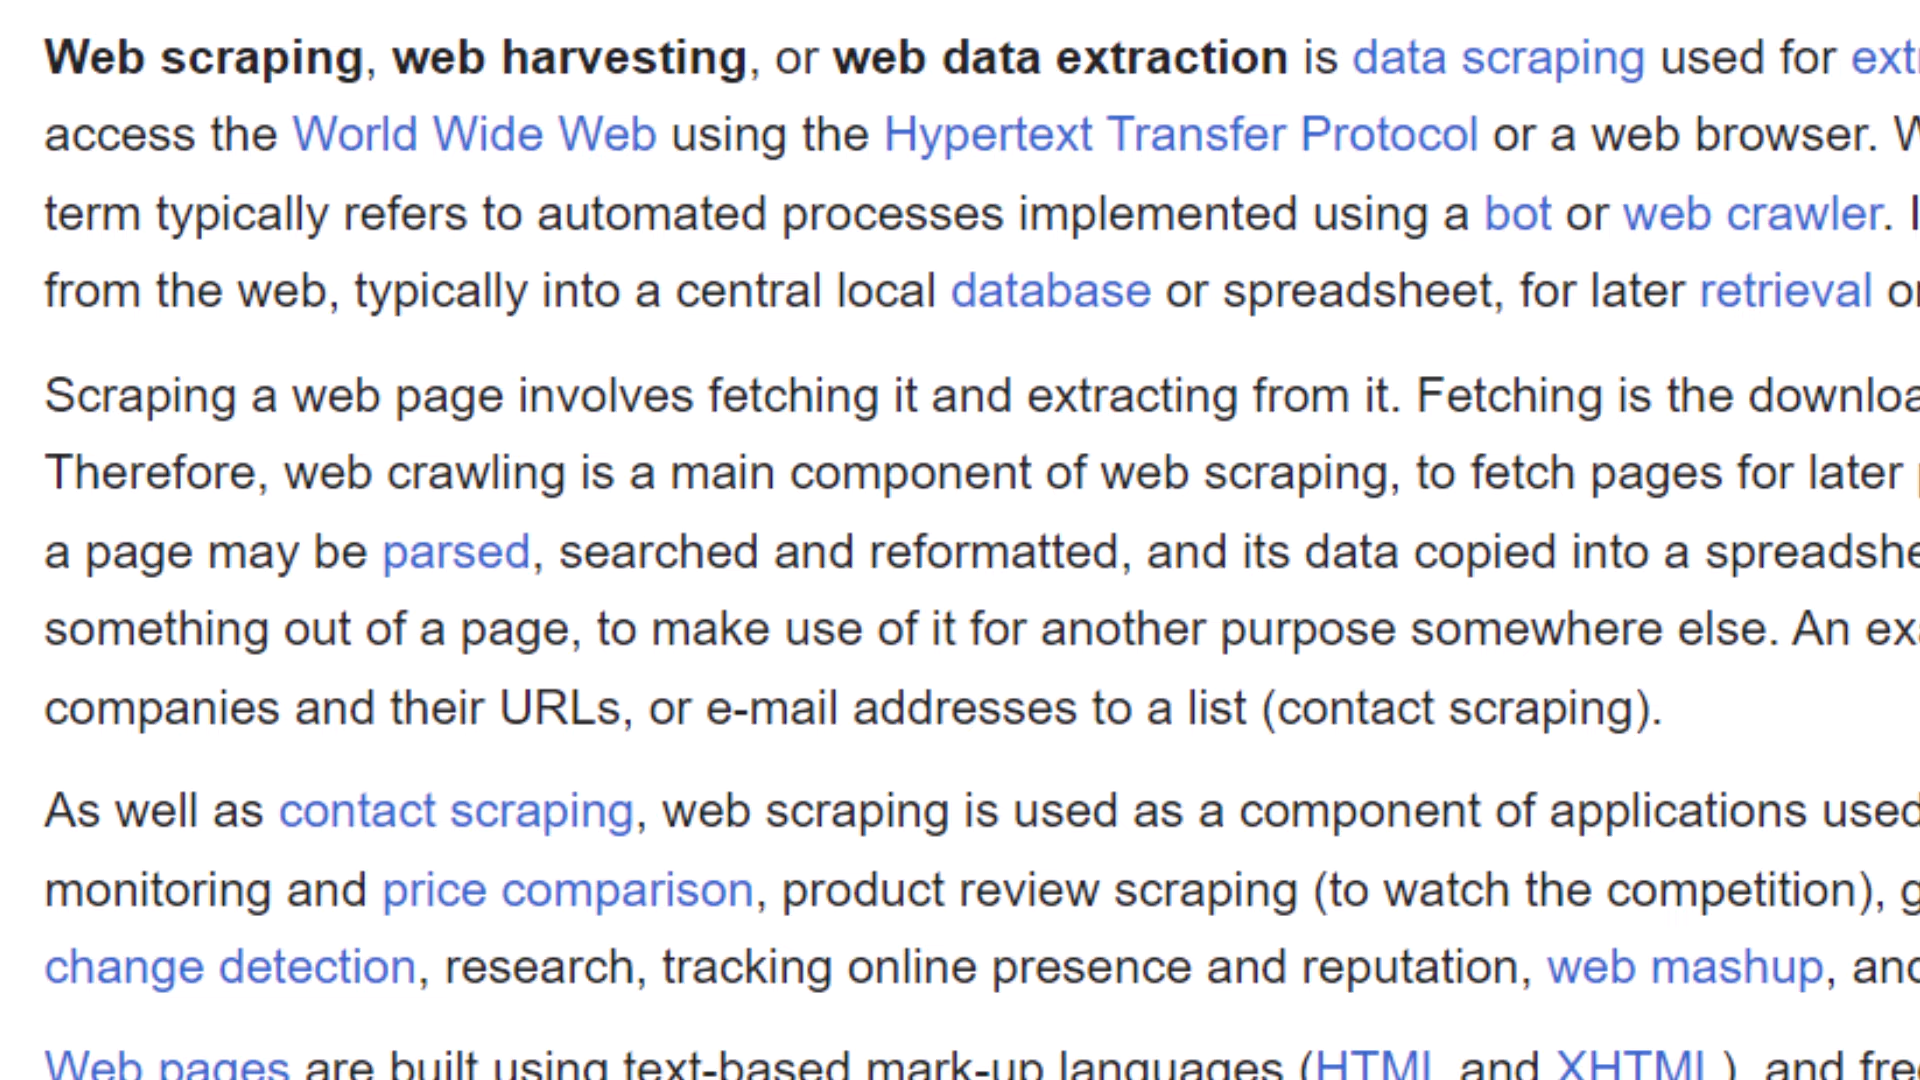 Web scraping, web harvesting, or web data extraction is data scraping used for
access the World Wide Web using the Hypertext Transfer Protocol or a web browser.
term typically refers to automated processes implemented using a bot or web crawler.
from the web, typically into a central local database or spreadsheet, for later retrieval
Scraping a web page involves fetching it and extracting from it. Fetching is the
Therefore, web crawling is a main component of web scraping, to fetch pages for later
a page may be parsed, searched and reformatted, and its data copied into a
something out of a page, to make use of it for another purpose somewhere else. An
companies and their URLs, or e-mail addresses to a list (contact scraping).
As well as contact scraping, web scraping is used as a component of applications used
monitoring and price comparison, product review scraping (to watch the competition),
change detection, research, tracking online presence and reputation, web mashup, and
Web pages are built using text-based mark-up languages (HTML and XHTML), and